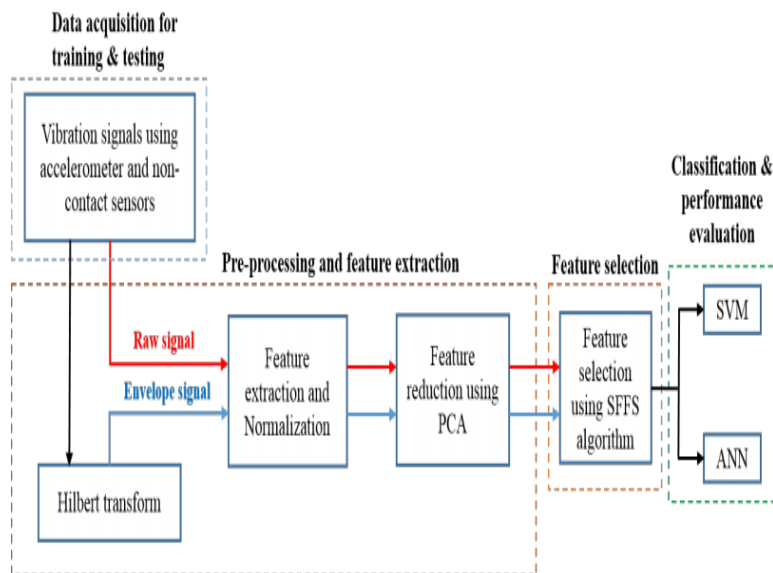 Data acquisition for
training & testing
Vibration signals using
accelerometer and non-
contact sensors
Classification &
performance
evaluation
Pre-processing and feature extraction
Feature selection
Raw signal
Envelope signal
Feature
extraction and
Normalization
Feature
reduction using
PCA
Feature
selection
using SFFS
algorithm
SVM
ANN
Hilbert transform